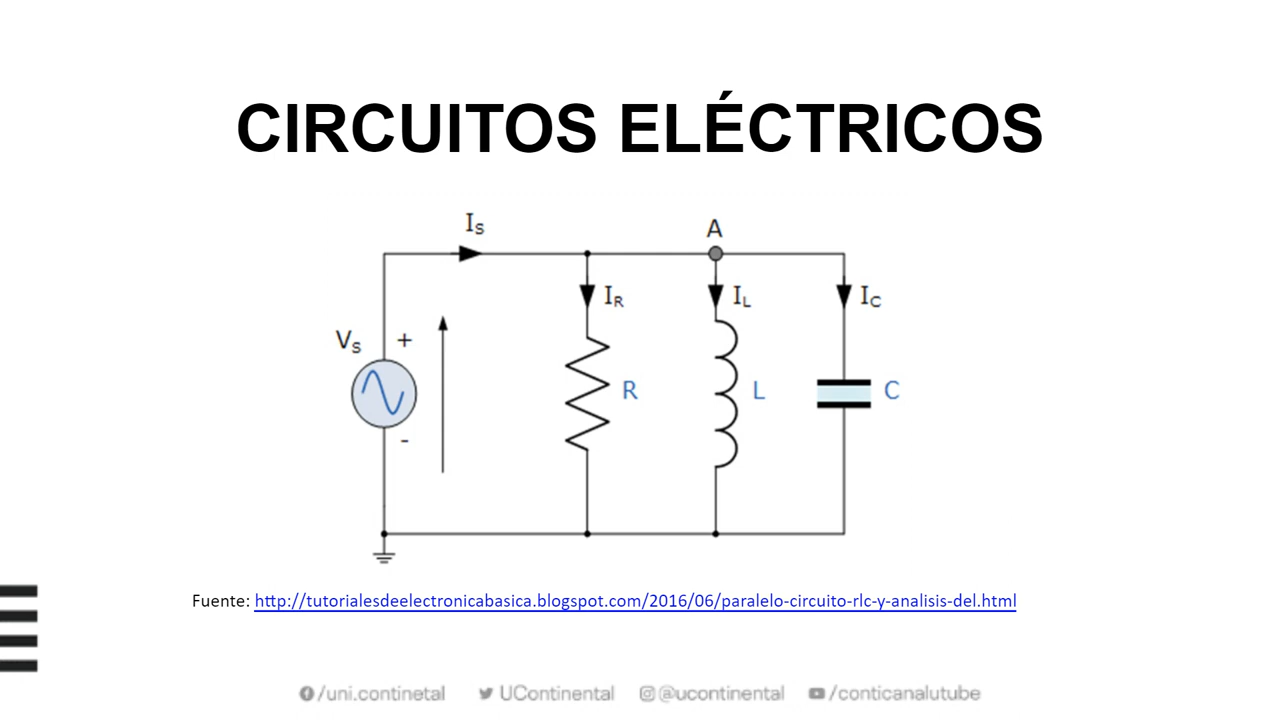 CIRCUITOS ELÉCTRICOS
Is
A
IR
IL
IC
Vs
+
R
L
C
-
Fuente: http://tutorialesdeelectronicabasica.blogspot.com/2016/06/paralelo-circuito-rlc-y-analisis-del.html
/uni.continetal UContinental @ucontinental /conticanalutube